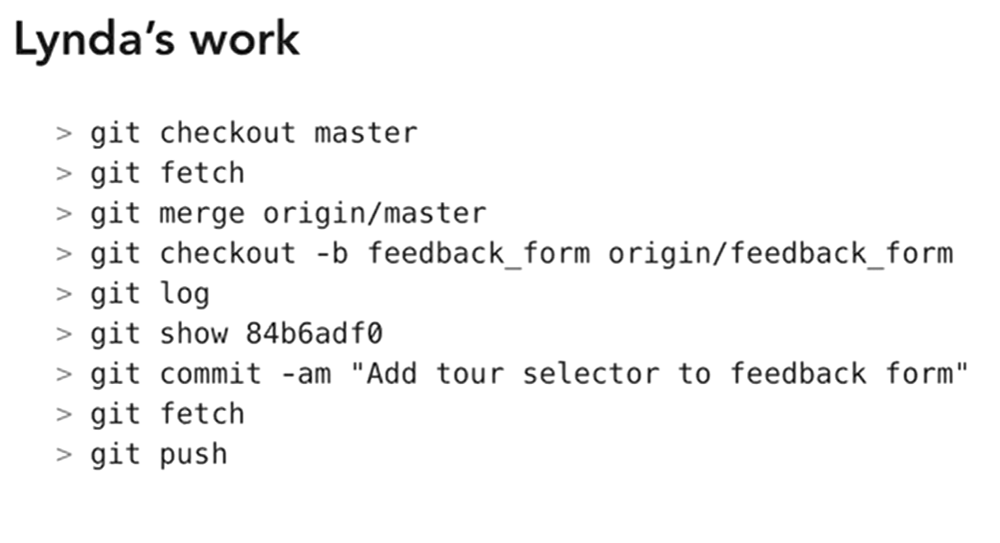 Lynda’s work
> git checkout master
> git fetch
> git merge origin/master
> git checkout -b feedback_form origin/feedback_form
> git log
> git show 84b6adf0
> git commit -am "Add tour selector to feedback form"
> git fetch
> git push